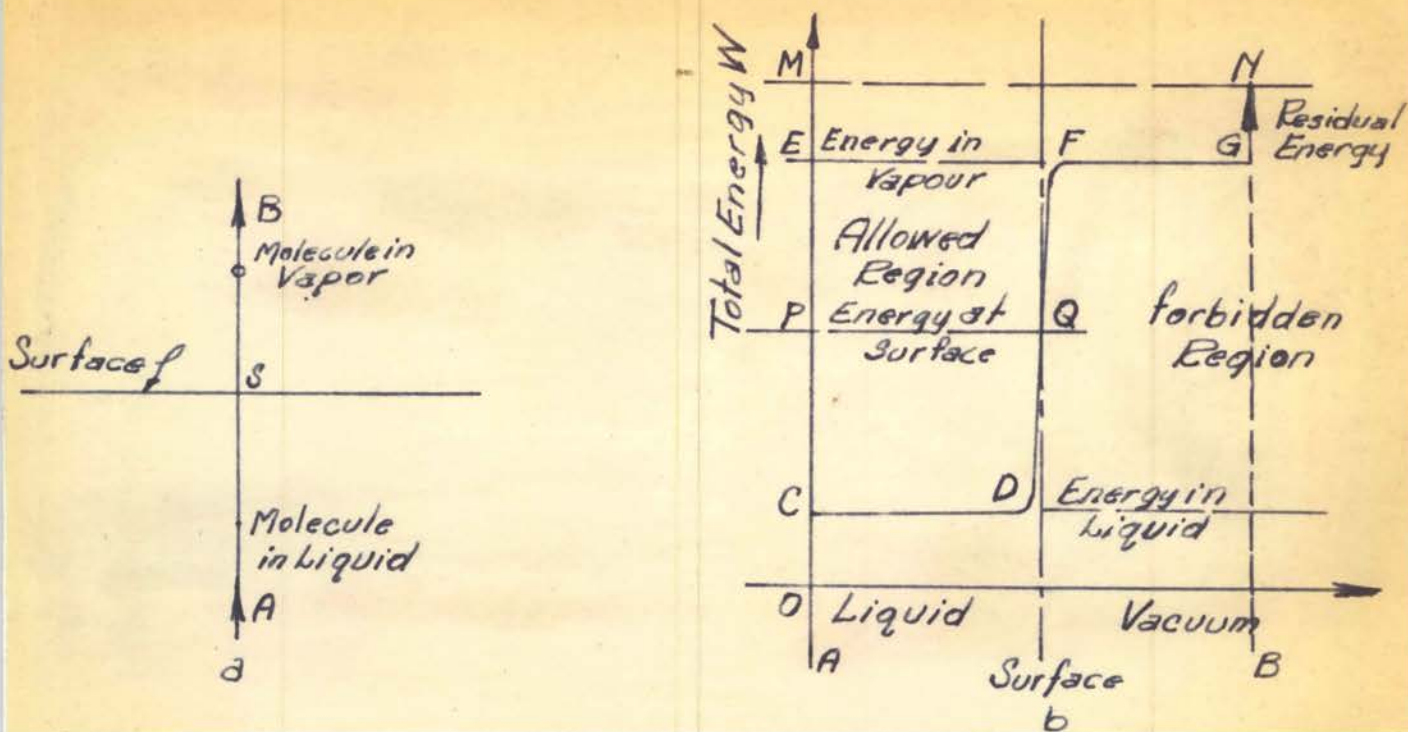 B
Molecule in
Vapor
Surface
S
Molecule
in Liquid
A
a
Total Energy W
M
N
Residual
Energy
E
Energy in
Vapour
F
G
Allowed
Region
P
Energy at
Surface
Q
forbidden
Region
C
D
Energy in
Liquid
O
Liquid
Vacuum
A
Surface
B
b